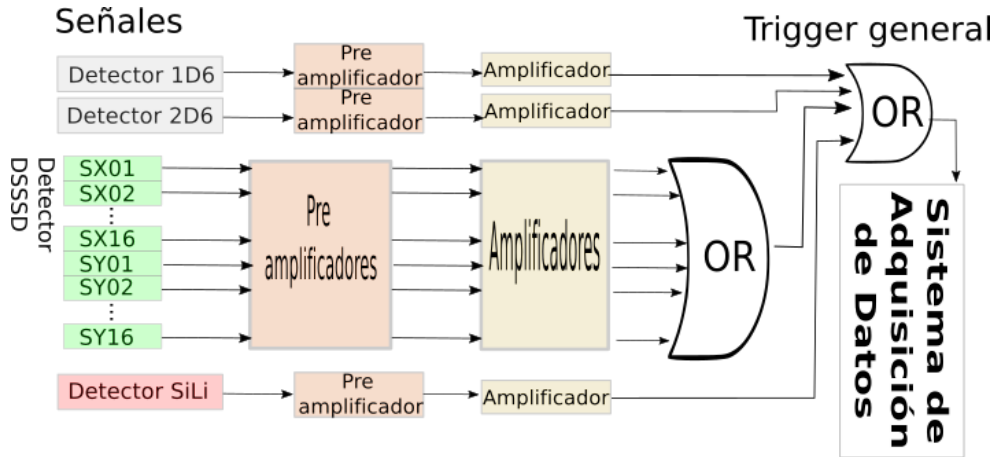 Señales
Trigger general
Detector 1D6
Pre
amplificador
Amplificador
Detector 2D6
Pre
amplificador
Amplificador
OR
Detector
DSSSD
SX01
SX02
SX16
SY01
SY02
SY16
Pre
amplificadores
Amplificadores
OR
Sistema de
Adquisición
de Datos
Detector SiLi
Pre
amplificador
Amplificador